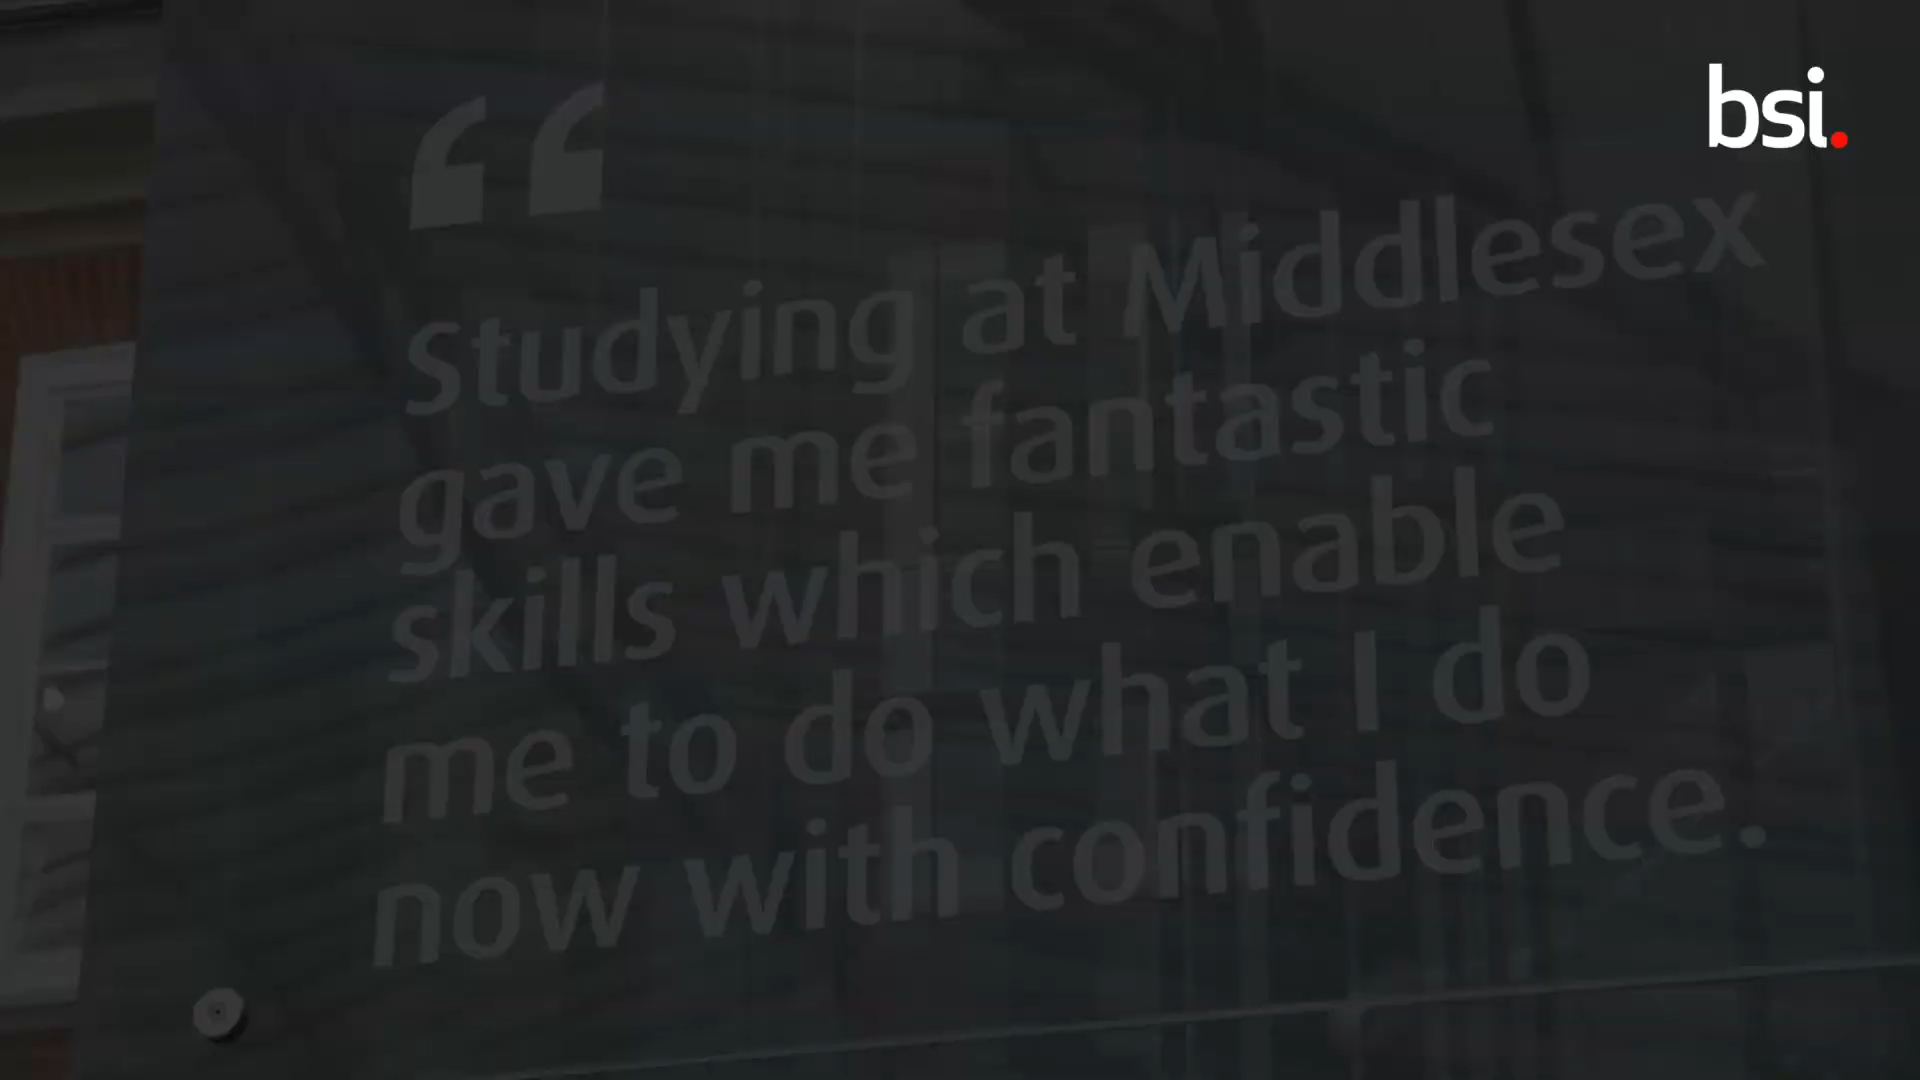 bsi.
“
Studying at Middlesex
gave me fantastic
skills which enable
me to do what I do
now with confidence.